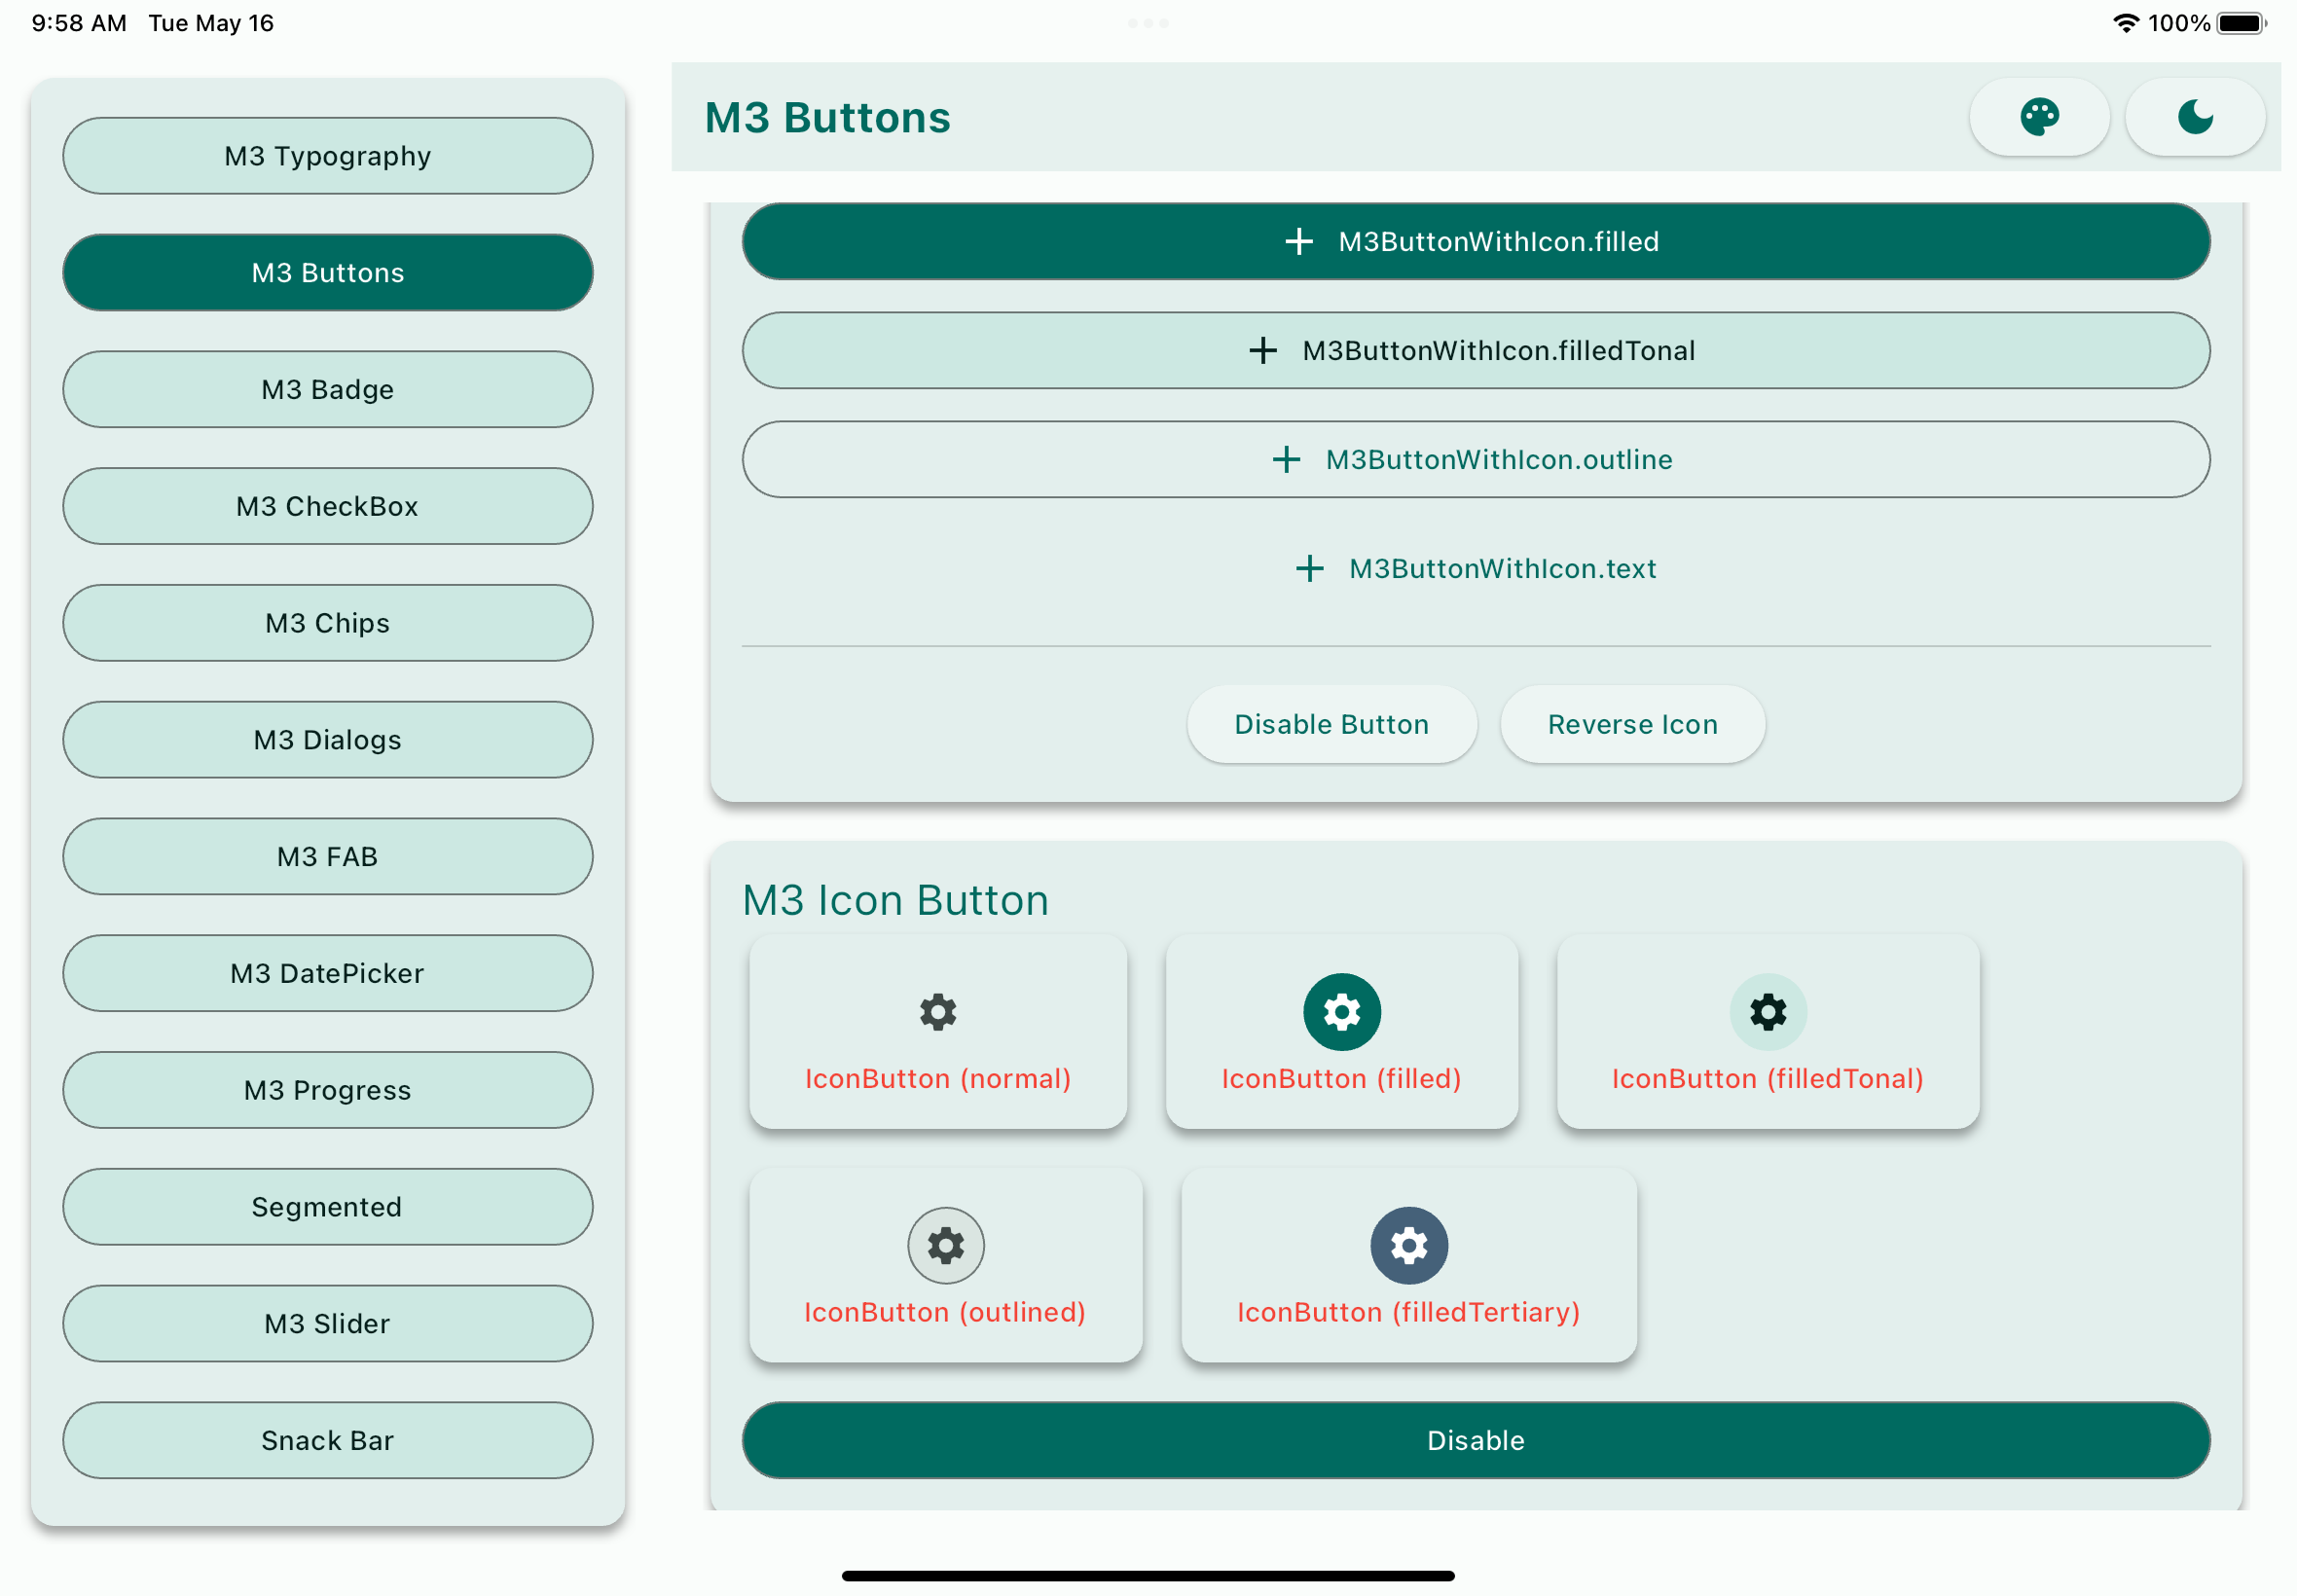 9:58 AM Tue May 16
100%
M3 Typography
M3 Buttons
M3 Badge
M3 CheckBox
M3 Chips
M3 Dialogs
M3 FAB
M3 DatePicker
M3 Progress
Segmented
M3 Slider
Snack Bar
M3 Buttons
M3ButtonWithIcon.filled
M3ButtonWithIcon.filledTonal
M3ButtonWithIcon.outline
M3ButtonWithIcon.text
Disable Button
Reverse Icon
M3 Icon Button
IconButton (normal)
IconButton (filled)
IconButton (filledTonal)
IconButton (outlined)
IconButton (filledTertiary)
Disable